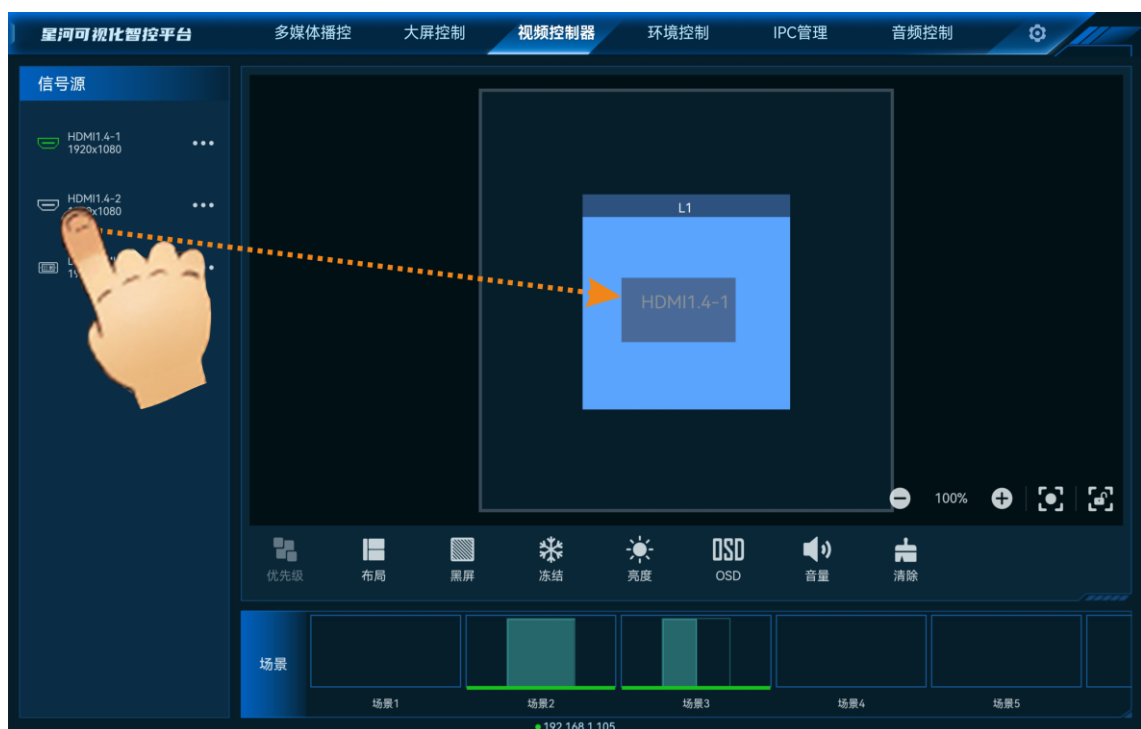 星河可视化智控平台
多媒体播控
大屏控制
视频控制器
环境控制
IPC管理
音频控制
信号源
HDMI1.4-1
1920x1080
HDMI1.4-2
L1
HDMI1.4-1
100%
优先级
布局
黑屏
冻结
亮度
OSD
OSD
音量
清除
场景
场景1
场景2
场景3
场景4
场景5
192.168.1.105